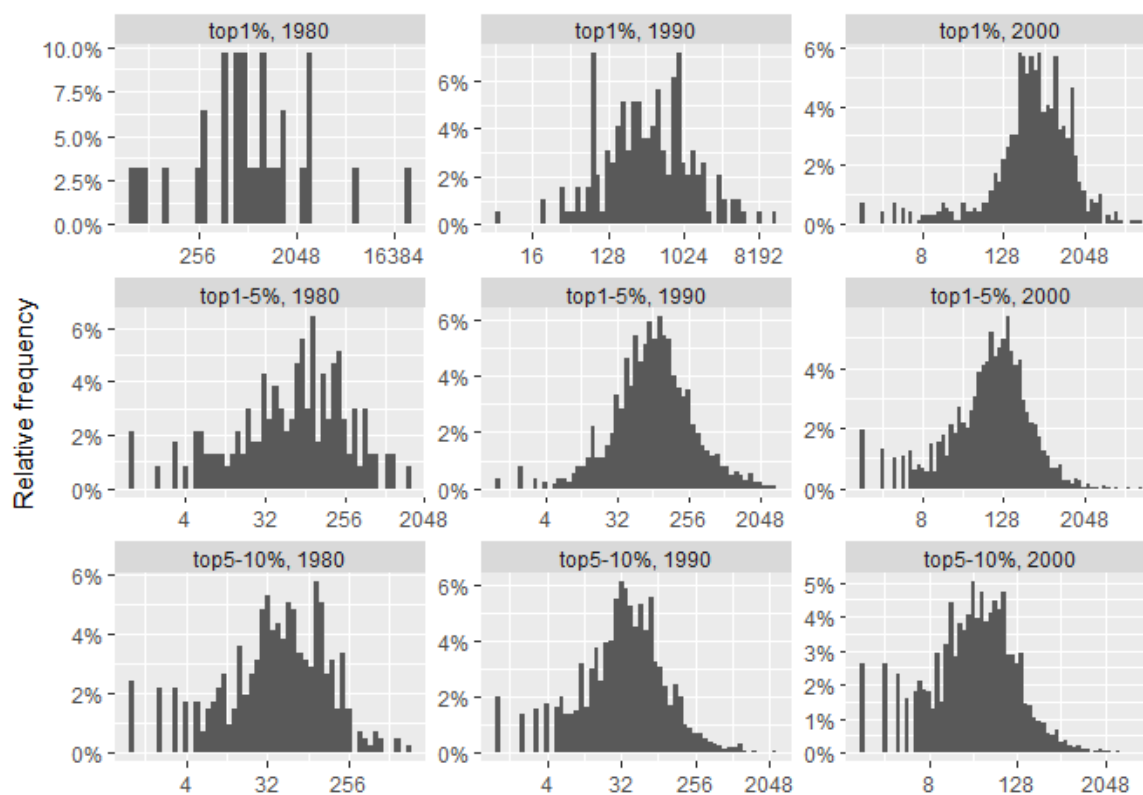 top1%, 1980
10.0%
7.5%
5.0%
2.5%
0.0%
256 2048 16384
top1%, 1990
6%
4%
2%
0%
16 128 1024 8192
top1%, 2000
6%
4%
2%
0%
8 128 2048
Relative frequency
top1-5%, 1980
6%
4%
2%
0%
4 32 256 2048
top1-5%, 1990
6%
4%
2%
0%
4 32 256 2048
top1-5%, 2000
4%
2%
0%
8 128 2048
top5-10%, 1980
6%
4%
2%
0%
4 32 256
top5-10%, 1990
6%
4%
2%
0%
4 32 256 2048
top5-10%, 2000
5%
4%
3%
2%
1%
0%
8 128 2048